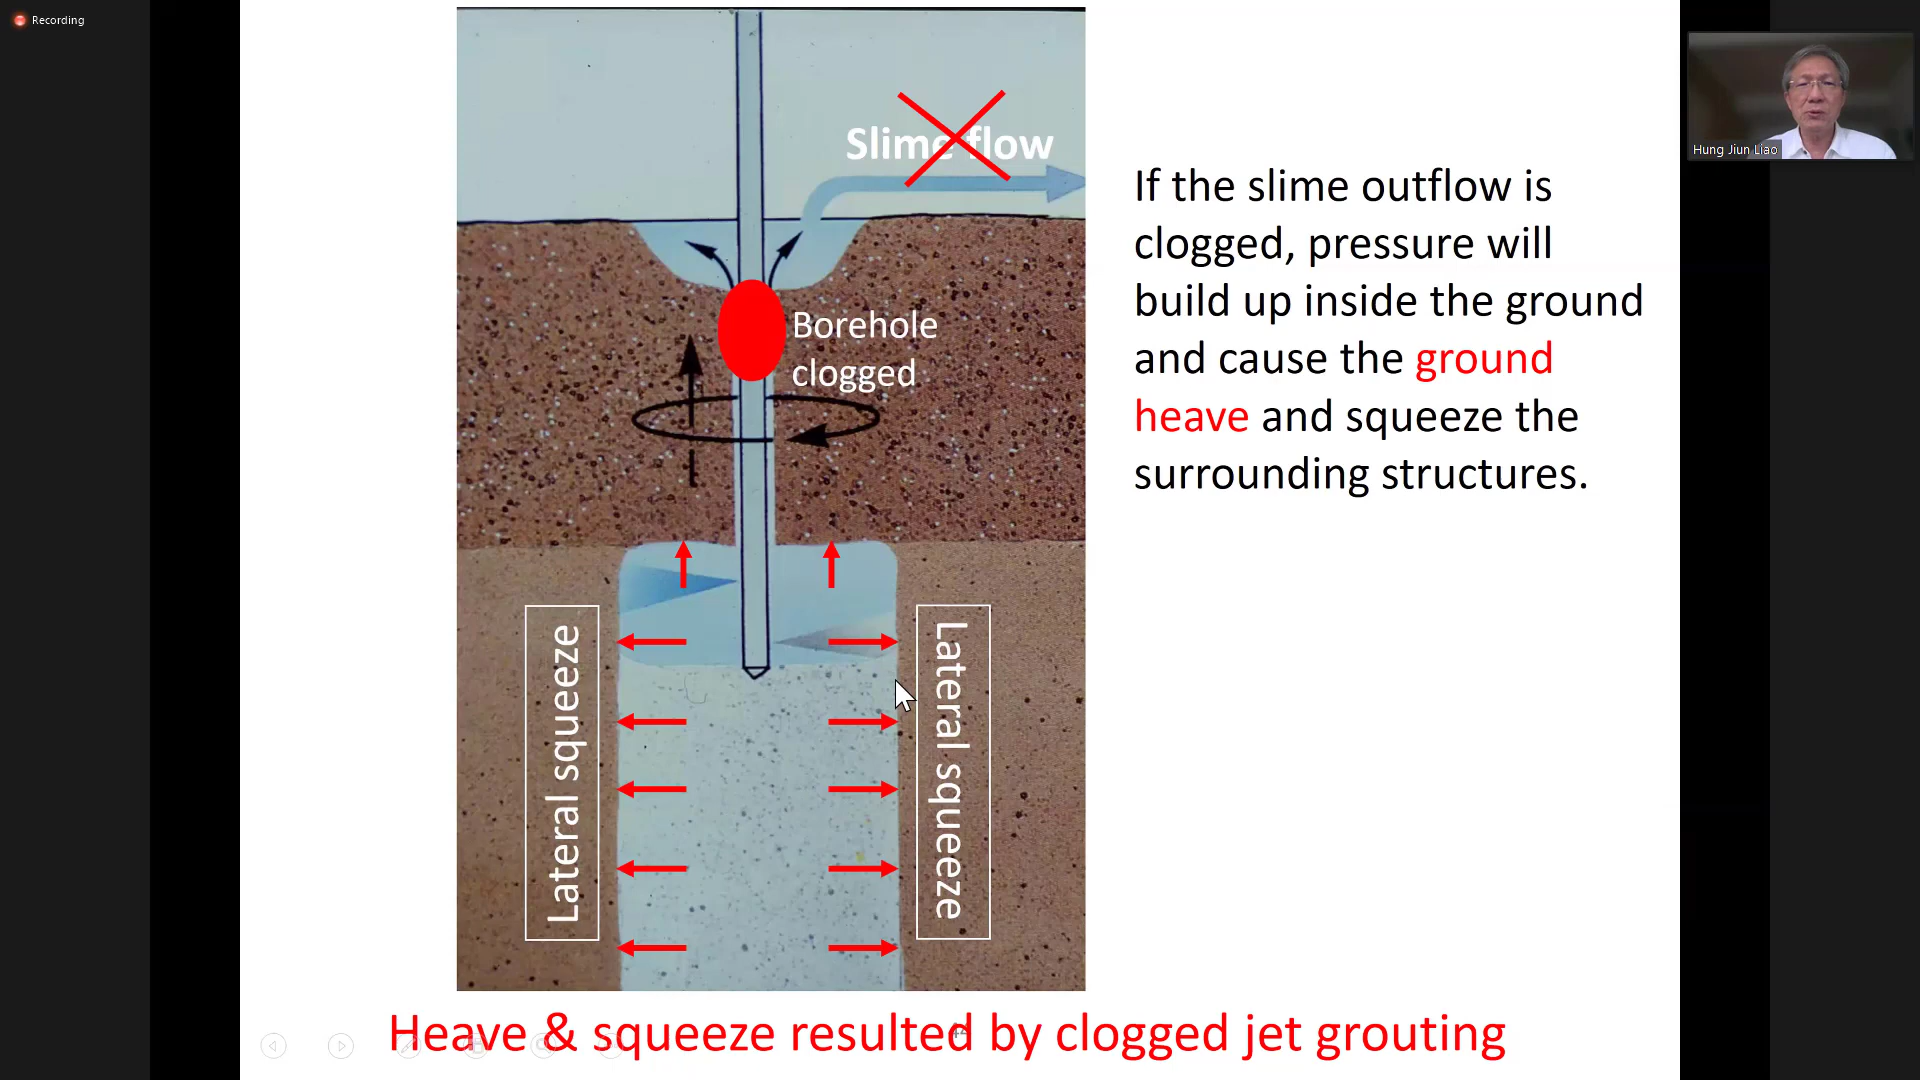 Recording
Slime flow
Borehole
clogged
Lateral squeeze
Lateral squeeze
If the slime outflow is
clogged, pressure will
build up inside the ground
and cause the ground
heave and squeeze the
surrounding structures.
Hung Jiun Liao
Heave & squeeze resulted by clogged jet grouting
44